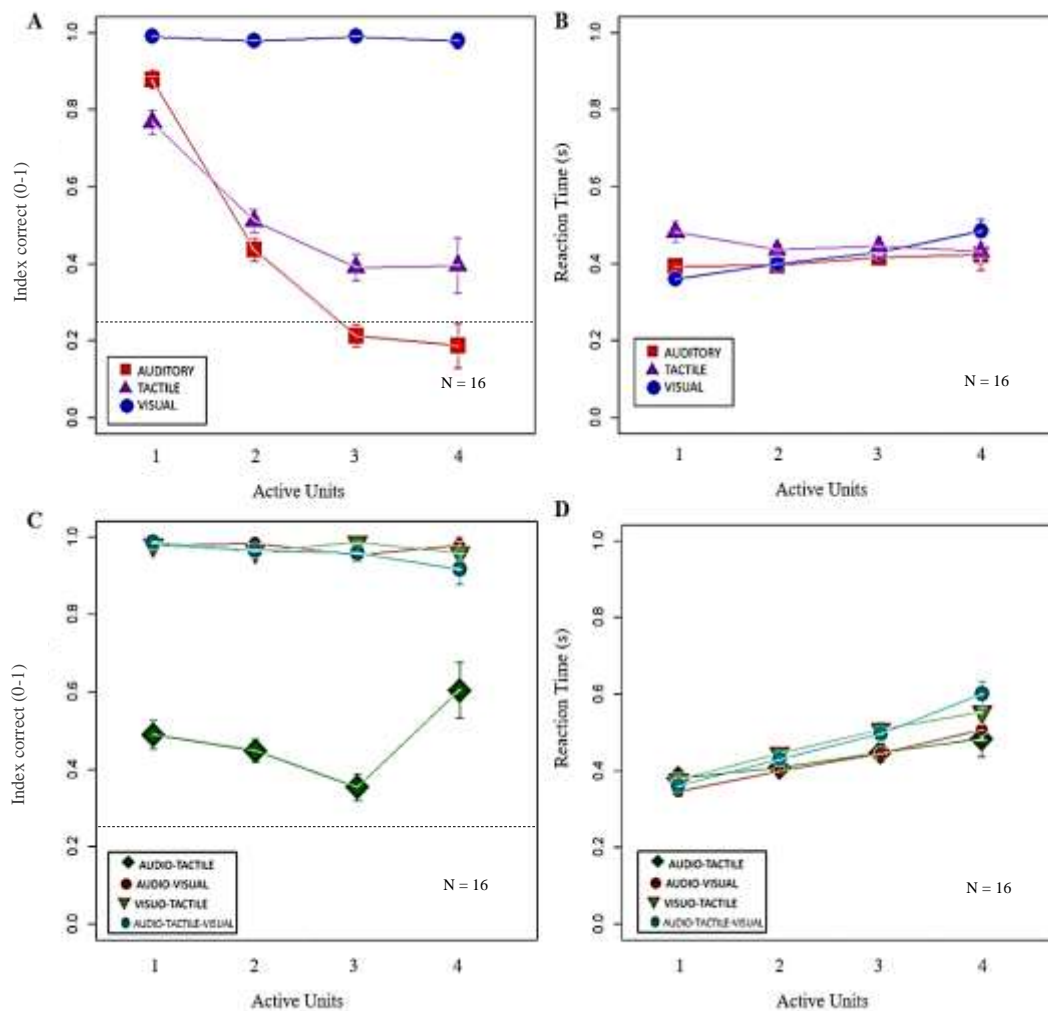 A
Index correct (0-1)
1.0
0.8
0.6
0.4
0.2
0.0
AUDITORY
TACTILE
VISUAL
N = 16
1 2 3 4
Active Units
B
Reaction Time (s)
1.0
0.8
0.6
0.4
0.2
0.0
AUDITORY
TACTILE
VISUAL
N = 16
1 2 3 4
Active Units
C
Index correct (0-1)
1.0
0.8
0.6
0.4
0.2
0.0
AUDIO-TACTILE
AUDIO-VISUAL
VISUO-TACTILE
AUDIO-TACTILE-VISUAL
N = 16
1 2 3 4
Active Units
D
Reaction Time (s)
1.0
0.8
0.6
0.4
0.2
0.0
AUDIO-TACTILE
AUDIO-VISUAL
VISUO-TACTILE
AUDIO-TACTILE-VISUAL
N = 16
1 2 3 4
Active Units